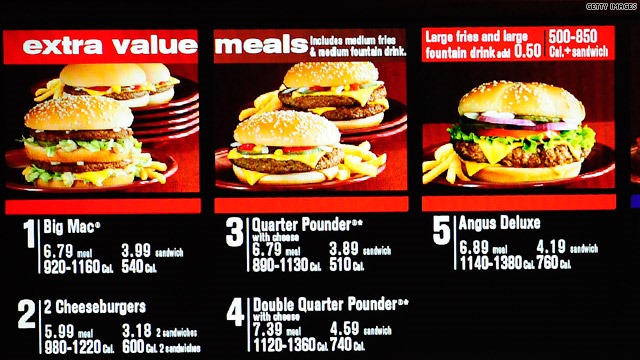 GETTY IMAGES
extra value meals
Includes medium fries
& medium fountain drink.
Large fries and large
fountain drink add 0.50
500-850
Cal.+sandwich
1 Big Mac®
6.79 meal 3.99 sandwich
920-1160 Cal. 540 Cal.
2 2 Cheeseburgers
5.99 meal 3.18 2 sandwiches
980-1220 Cal. 600 Cal. 2 sandwiches
3 Quarter Pounder®*
with cheese
6.79 meal 3.89 sandwich
890-1130 Cal. 510 Cal.
4 Double Quarter Pounder®*
with cheese
7.39 meal 4.59 sandwich
1120-1360 Cal. 740 Cal.
5 Angus Deluxe
6.89 meal 4.19 sandwich
1140-1380 Cal. 760 Cal.